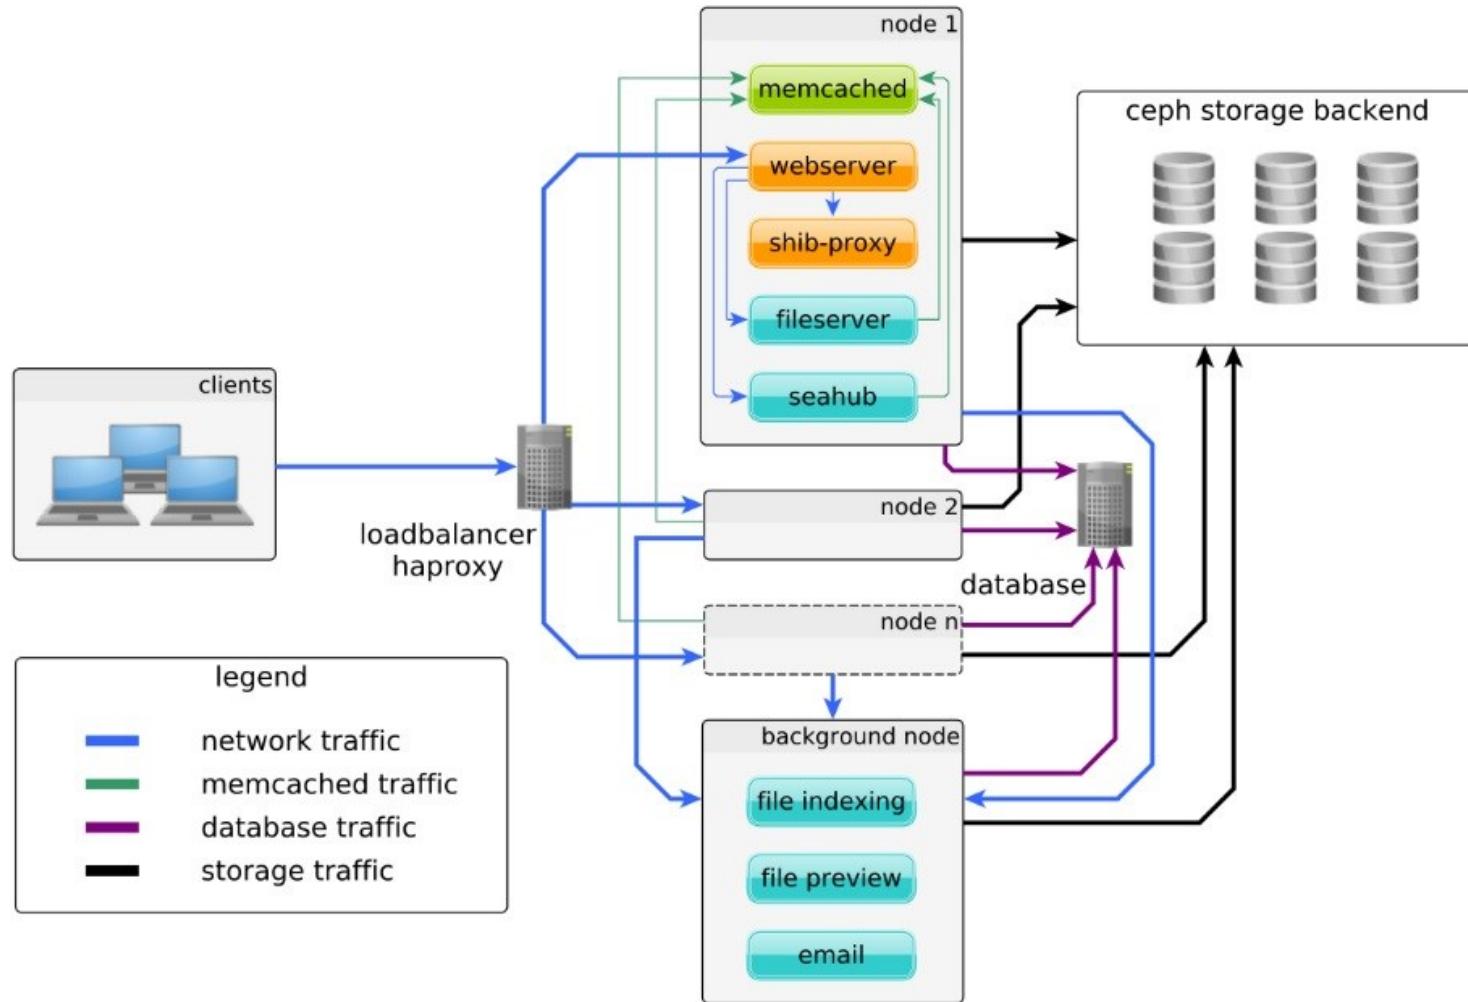 node 1
memcached
webserver
shib-proxy
fileserver
seahub
ceph storage backend
clients
loadbalancer
haproxy
node 2
database
node n
background node
file indexing
file preview
email
legend
network traffic
memcached traffic
database traffic
storage traffic